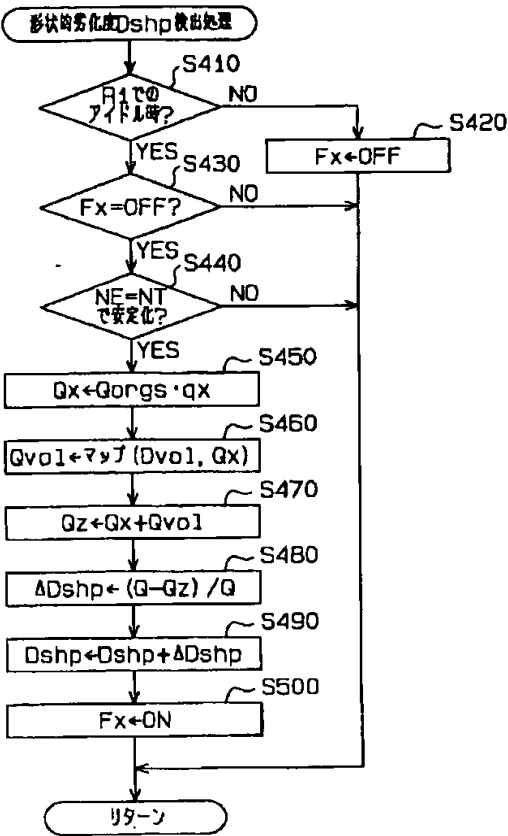 形状的劣化度Dshp検出処理
S410
A1での
アイドル時?
NO
S420
Fx←OFF
YES
S430
Fx=OFF?
NO
YES
S440
NE=NT
で安定化?
NO
YES
S450
Qx←Qorgs·qx
S460
Qvol←マップ(Dvol, Qx)
S470
Qz←Qx+Qvol
S480
ΔDshp←(Q-Qz)/Q
S490
Dshp←Dshp+ΔDshp
S500
Fx←ON
リターン